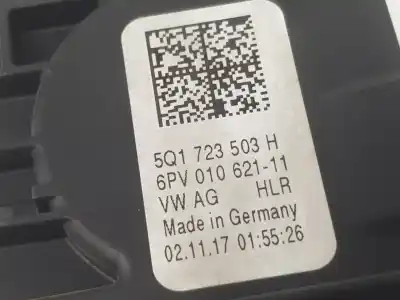 5Q1 723 503 H
6PV 010 621-11
VW AG HLR
Made in Germany
02.11.17 01:55:26